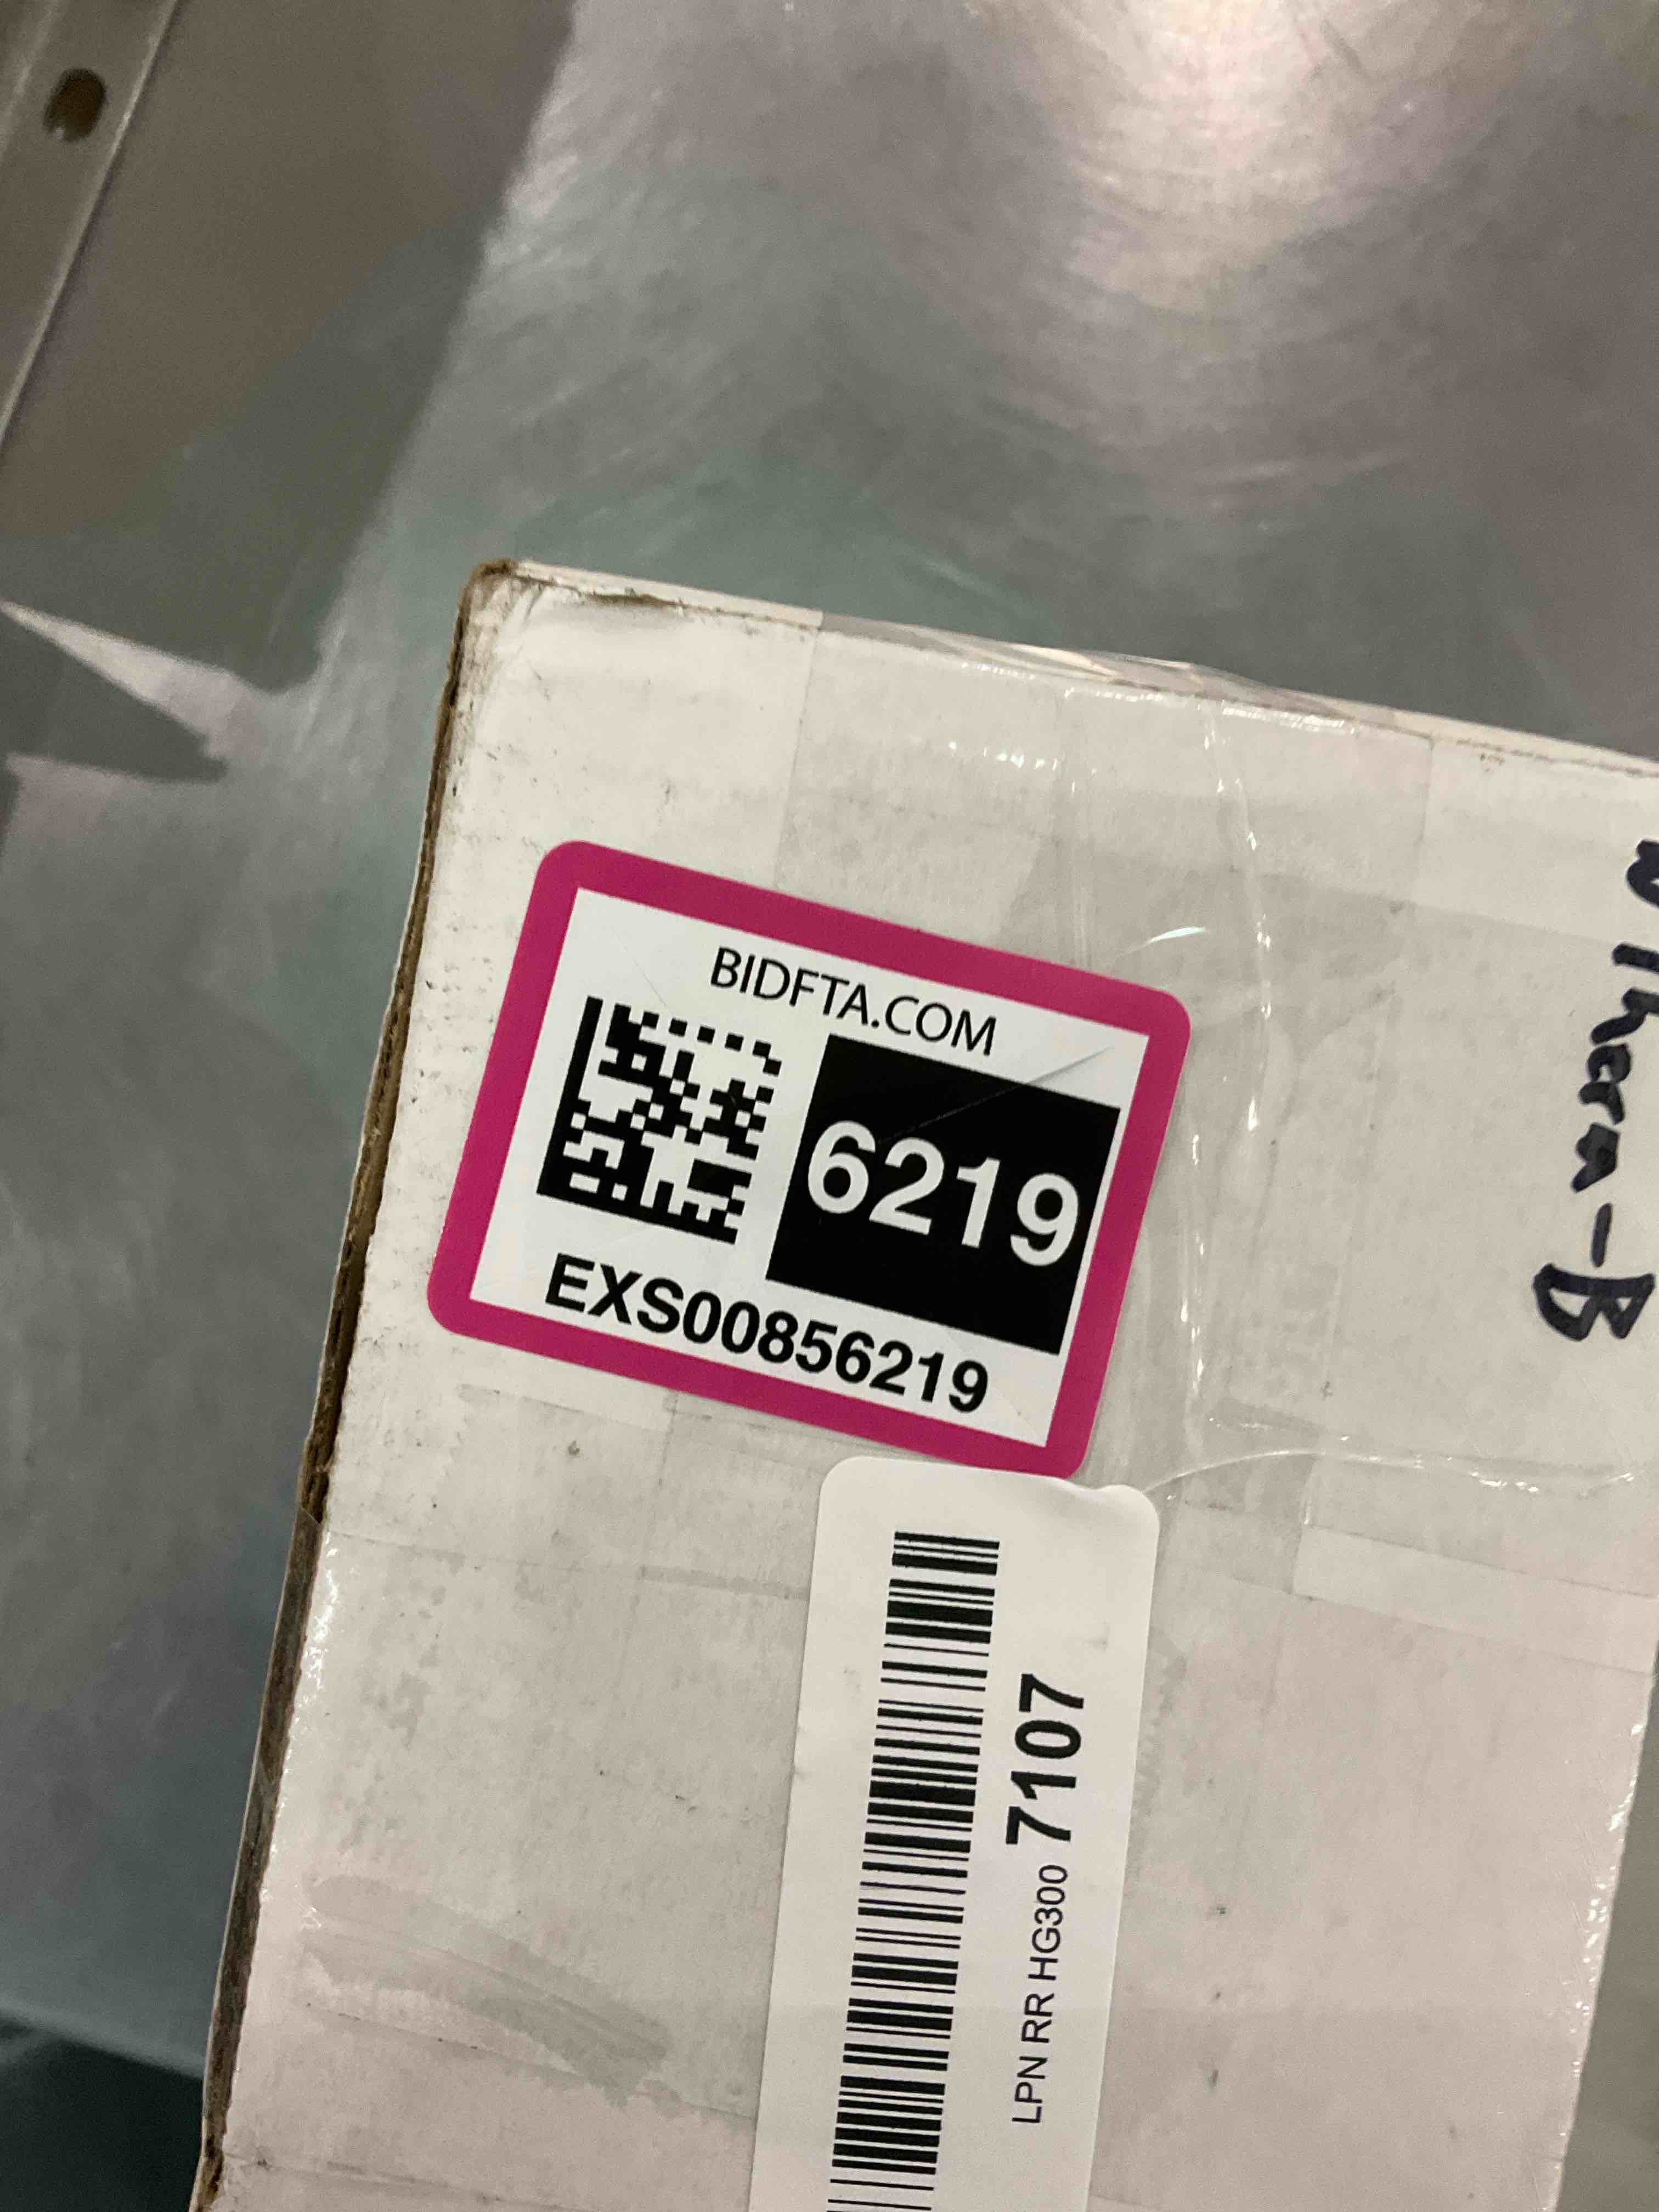 BIDFTA.COM
6219
EXS00856219
LPN RR HG300 7107